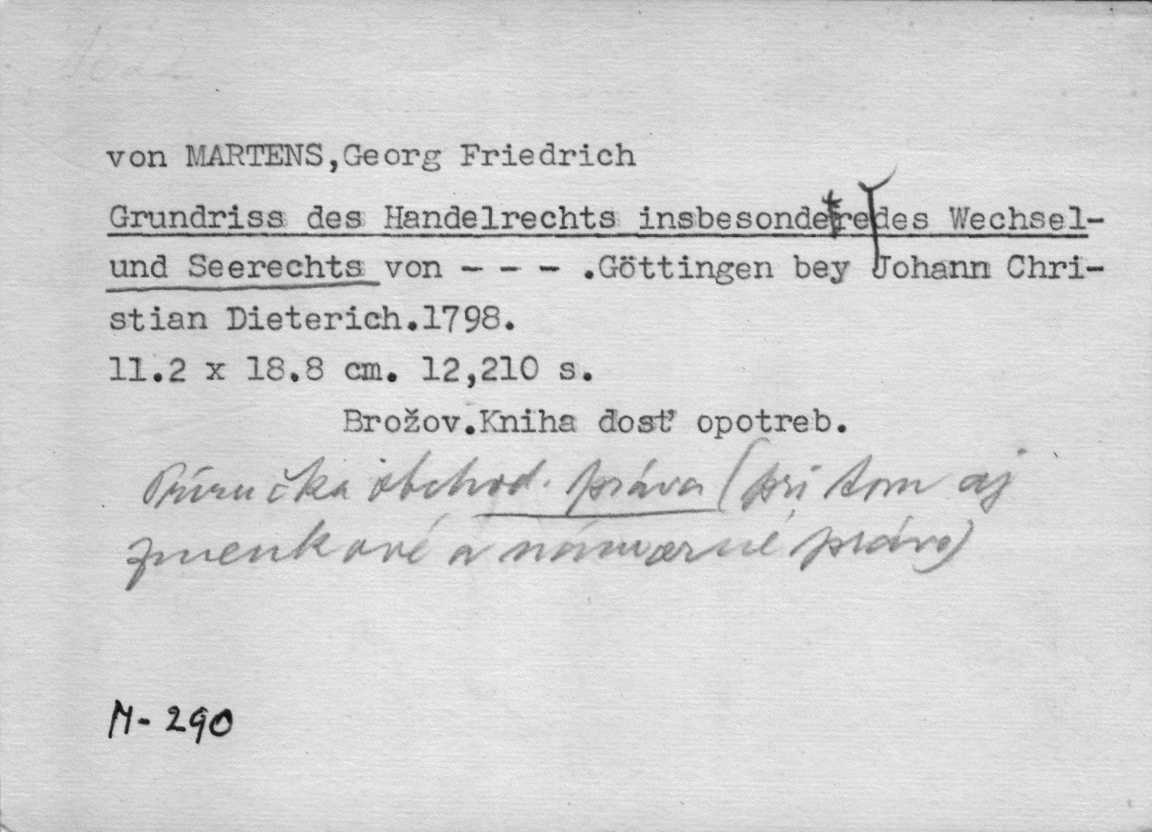 von MARTENS,Georg Friedrich
Grundriss des Handelrechts insbesondere des Wechsel-
und Seerechts von - - - .Göttingen bey Johann Chri-
stian Dieterich.1798.
11.2 x 18.8 cm. 12,210 s.
Brožov.Kniha dosť opotreb.
Príručka obchod. práva (pri tom aj
zmenkové a námorné právo)
M-290